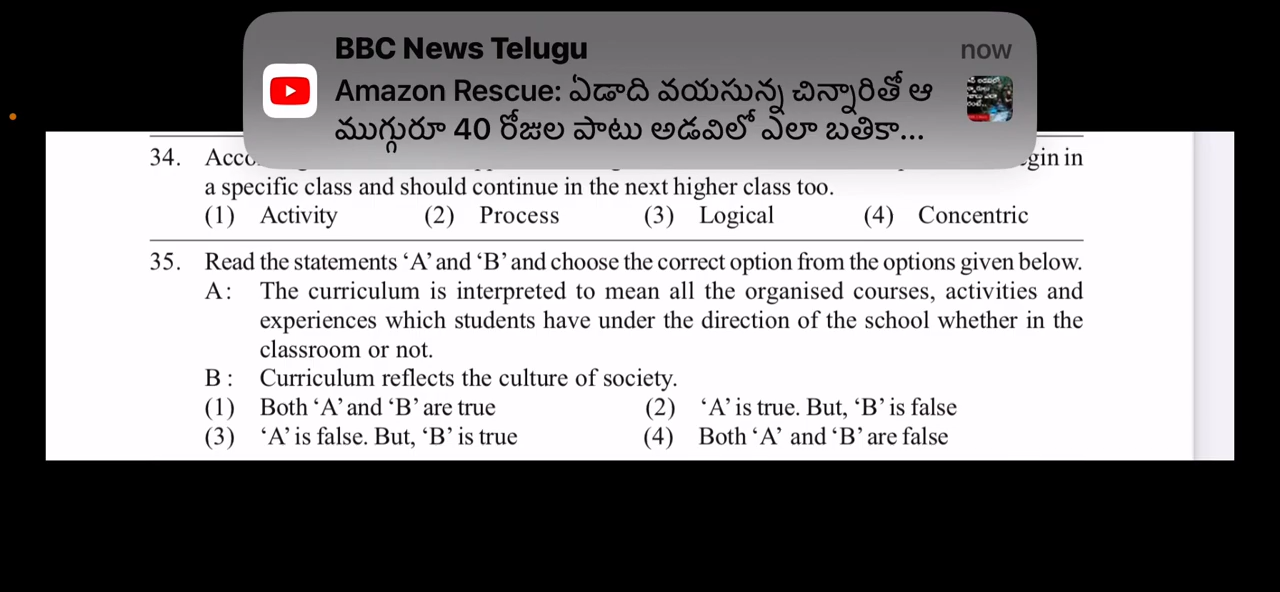 BBC News Telugu
now
Amazon Rescue: ఏడాది వయసున్న చిన్నారితో ఆ
ముగ్గురూ 40 రోజుల పాటు అడవిలో ఎలా బతికా...
34.
a specific class and should continue in the next higher class too.
(1) Activity (2) Process (3) Logical (4) Concentric
35. Read the statements ‘A’ and ‘B’ and choose the correct option from the options given below.
A: The curriculum is interpreted to mean all the organised courses, activities and
experiences which students have under the direction of the school whether in the
classroom or not.
B: Curriculum reflects the culture of society.
(1) Both ‘A’ and ‘B’ are true (2) ‘A’ is true. But, ‘B’ is false
(3) ‘A’ is false. But, ‘B’ is true (4) Both ‘A’ and ‘B’ are false